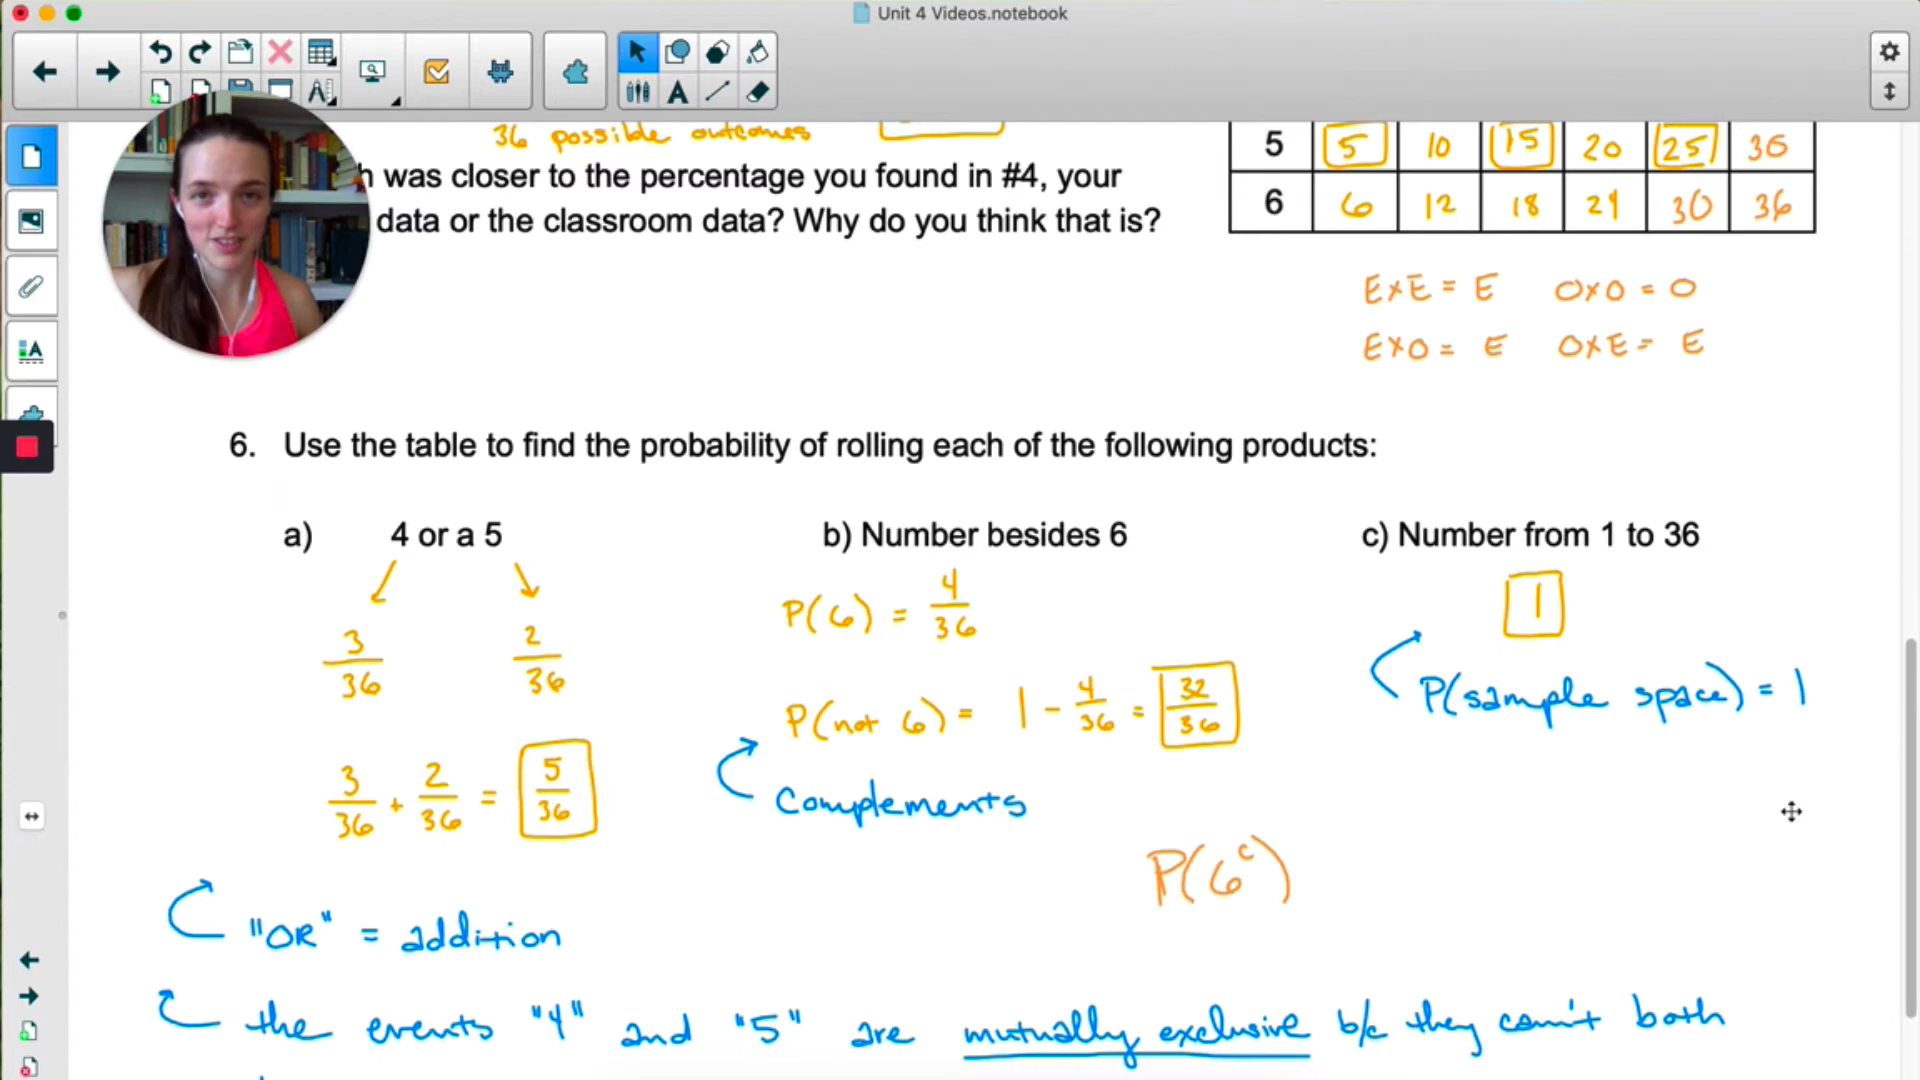 Unit 4 Videos.notebook
36 possible outcomes
h was closer to the percentage you found in #4, your
data or the classroom data? Why do you think that is?
5 5 10 15 20 25 30
6 6 12 18 24 30 36
E×E = E O×O = O
E×O = E O×E = E
6. Use the table to find the probability of rolling each of the following products:
a) 4 or a 5
b) Number besides 6
c) Number from 1 to 36
3/36 2/36
3/36 + 2/36 = 5/36
P(6) = 4/36
P(not 6) = 1 - 4/36 = 32/36
complements
1
P(sample space) = 1
P(6ᶜ)
"OR" = addition
the events "4" and "5" are mutually exclusive b/c they can't both